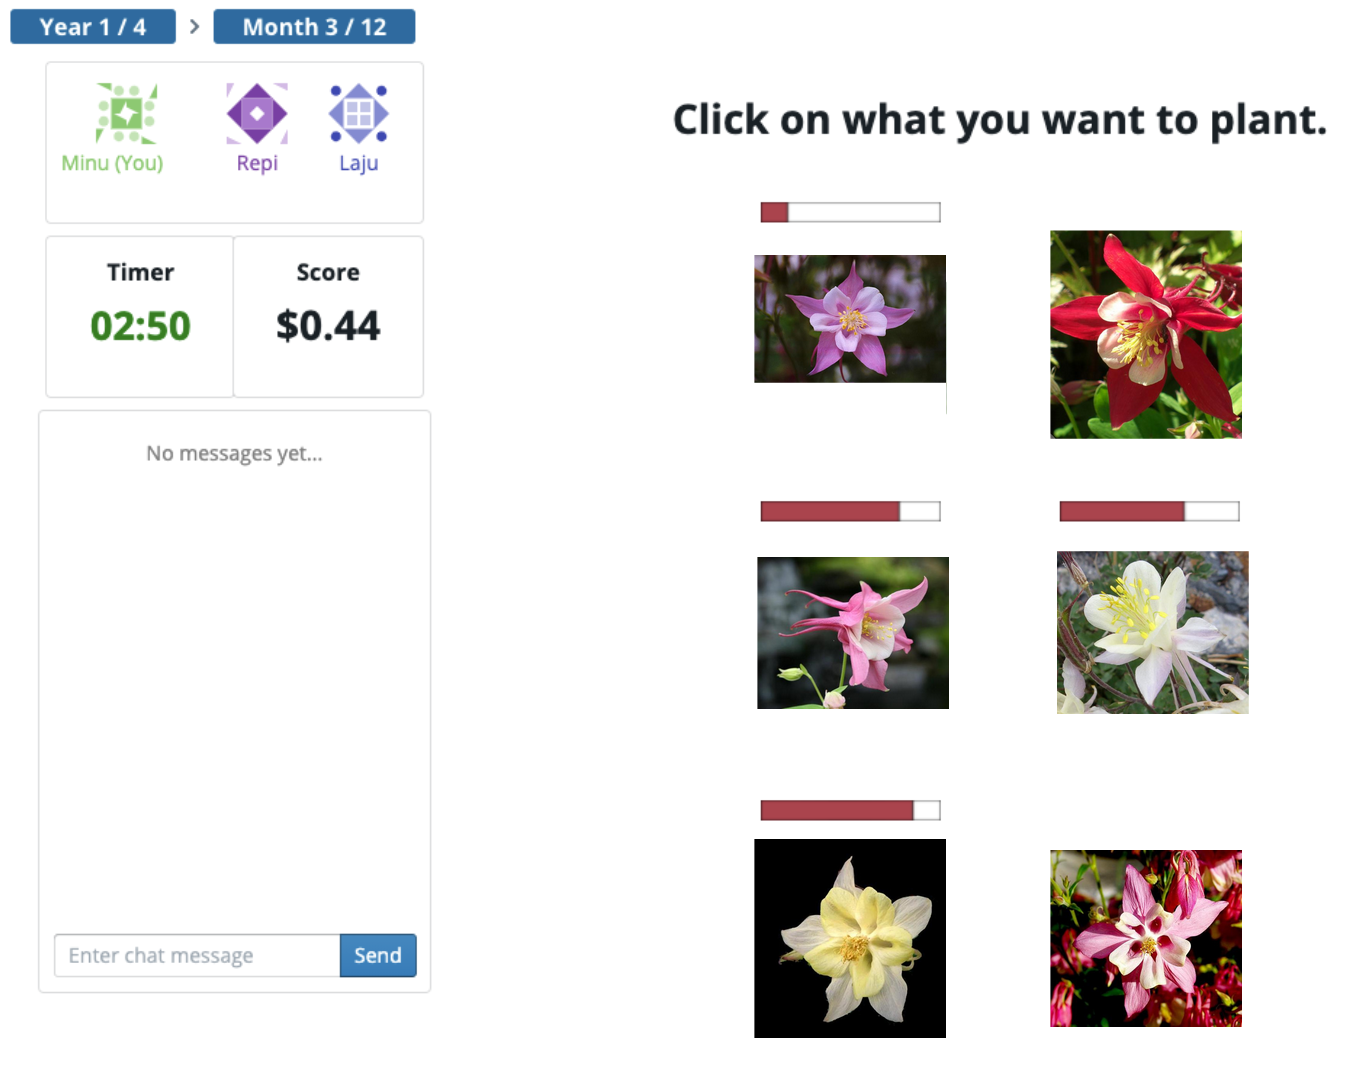 Year 1 / 4 > Month 3 / 12
Minu (You) Repi Laju
Timer Score
02:50 $0.44
No messages yet...
Enter chat message Send
Click on what you want to plant.